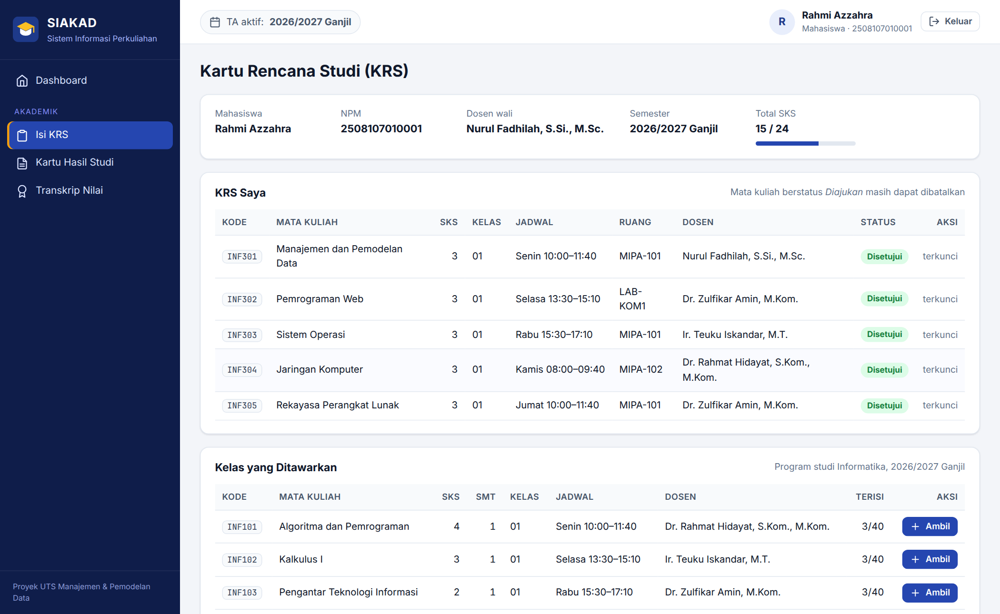 SIAKAD
Sistem Informasi Perkuliahan
Dashboard
AKADEMIK
Isi KRS
Kartu Hasil Studi
Transkrip Nilai
Proyek UTS Manajemen & Pemodelan
Data
TA aktif: 2026/2027 Ganjil
R
Rahmi Azzahra
Mahasiswa · 2508107010001
Keluar
Kartu Rencana Studi (KRS)
Mahasiswa
Rahmi Azzahra
NPM
2508107010001
Dosen wali
Nurul Fadhilah, S.Si., M.Sc.
Semester
2026/2027 Ganjil
Total SKS
15 / 24
KRS Saya
Mata kuliah berstatus Diajukan masih dapat dibatalkan
KODE MATA KULIAH SKS KELAS JADWAL RUANG DOSEN STATUS AKSI
INF301 Manajemen dan Pemodelan Data 3 01 Senin 10:00–11:40 MIPA-101 Nurul Fadhilah, S.Si., M.Sc. Disetujui terkunci
INF302 Pemrograman Web 3 01 Selasa 13:30–15:10 LAB-KOM1 Dr. Zulfikar Amin, M.Kom. Disetujui terkunci
INF303 Sistem Operasi 3 01 Rabu 15:30–17:10 MIPA-101 Ir. Teuku Iskandar, M.T. Disetujui terkunci
INF304 Jaringan Komputer 3 01 Kamis 08:00–09:40 MIPA-102 Dr. Rahmat Hidayat, S.Kom., M.Kom. Disetujui terkunci
INF305 Rekayasa Perangkat Lunak 3 01 Jumat 10:00–11:40 MIPA-101 Dr. Zulfikar Amin, M.Kom. Disetujui terkunci
Kelas yang Ditawarkan
Program studi Informatika, 2026/2027 Ganjil
KODE MATA KULIAH SKS SMT KELAS JADWAL DOSEN TERISI AKSI
INF101 Algoritma dan Pemrograman 4 1 01 Senin 10:00–11:40 Dr. Rahmat Hidayat, S.Kom., M.Kom. 3/40 + Ambil
INF102 Kalkulus I 3 1 01 Selasa 13:30–15:10 Ir. Teuku Iskandar, M.T. 3/40 + Ambil
INF103 Pengantar Teknologi Informasi 2 1 01 Rabu 15:30–17:10 Dr. Zulfikar Amin, M.Kom. 3/40 + Ambil